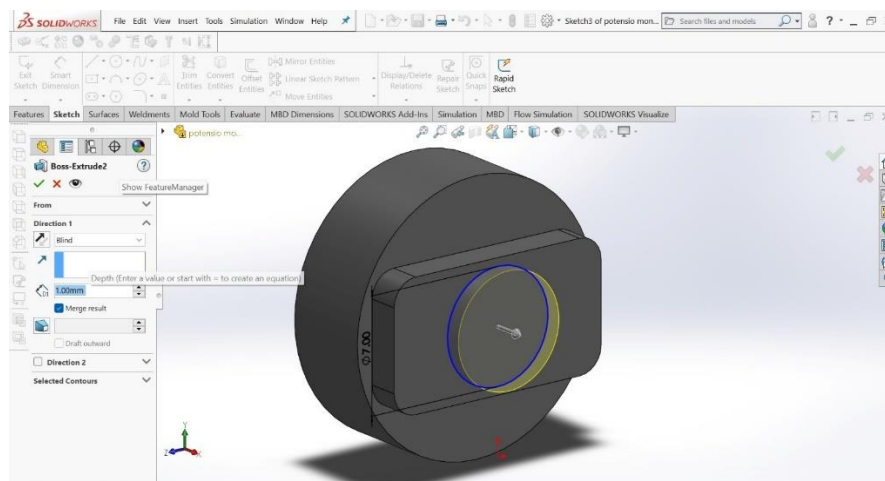 SOLIDWORKS File Edit View Insert Tools Simulation Window Help Sketch3 of potensio mon... Search files and models
Exit Sketch Smart Dimension Trim Entities Convert Entities Offset Entities Mirror Entities Linear Sketch Pattern Move Entities Display/Delete Relations Repair Sketch Quick Snaps Rapid Sketch
Features Sketch Surfaces Weldments Mold Tools Evaluate MBD Dimensions SOLIDWORKS Add-Ins Simulation MBD Flow Simulation SOLIDWORKS Visualize
potensio mo...
Boss-Extrude2
Show FeatureManager
From
Direction 1
Blind
Depth (Enter a value or start with = to create an equation)
1.00mm
Merge result
Draft outward
Direction 2
Selected Contours
Ø7.00
Y
Z X